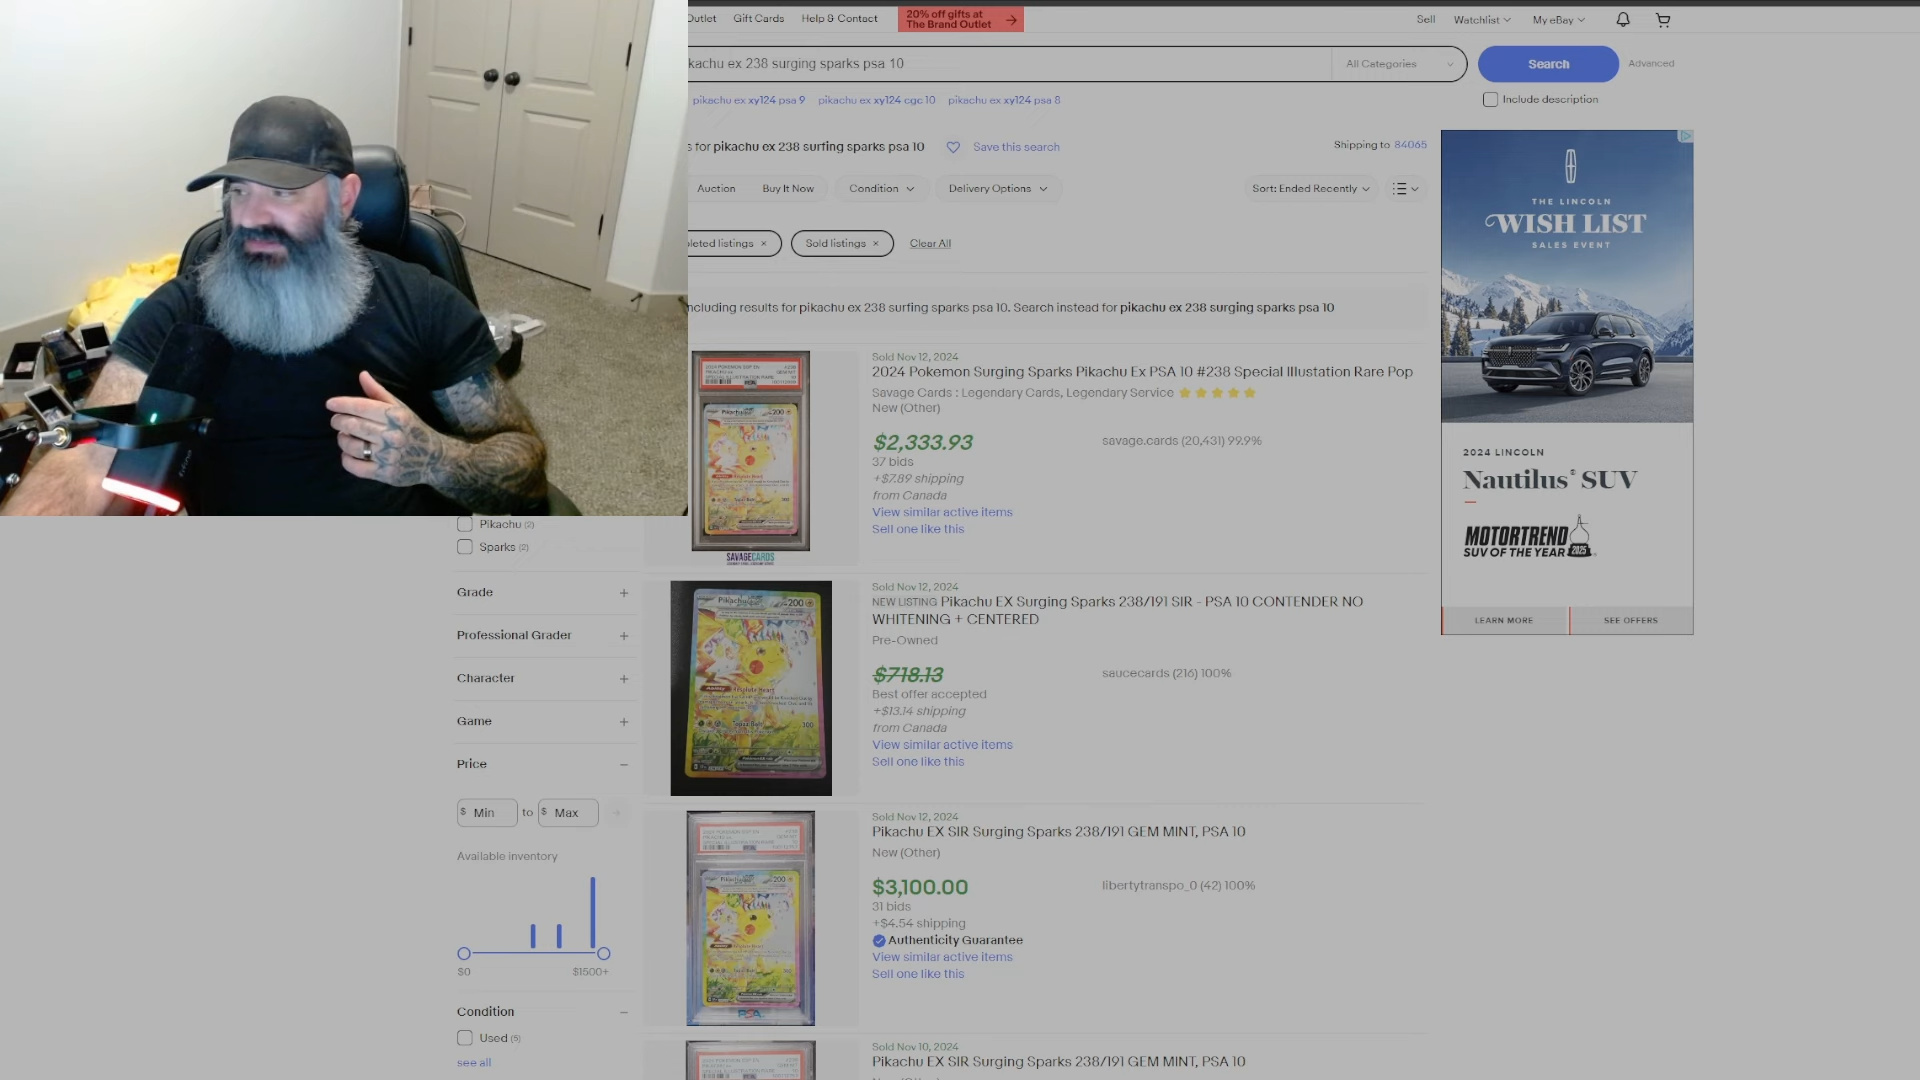 Outlet Gift Cards Help & Contact
20% off gifts at
The Brand Outlet
Sell Watchlist My eBay
kachu ex 238 surging sparks psa 10
All Categories
Search
Advanced
pikachu ex xy124 psa 9 pikachu ex xy124 cgc 10 pikachu ex xy124 psa 8
Include description
s for pikachu ex 238 surfing sparks psa 10
Save this search
Shipping to 84065
Auction Buy It Now Condition Delivery Options
Sort: Ended Recently
leted listings × Sold listings × Clear All
ncluding results for pikachu ex 238 surfing sparks psa 10. Search instead for pikachu ex 238 surging sparks psa 10
Sold Nov 12, 2024
2024 Pokemon Surging Sparks Pikachu Ex PSA 10 #238 Special Illustation Rare Pop
Savage Cards : Legendary Cards, Legendary Service
New (Other)
$2,333.93
savage.cards (20,431) 99.9%
37 bids
+$7.89 shipping
from Canada
View similar active items
Sell one like this
SAVAGECARDS
Pikachu (2)
Sparks (2)
Grade +
Professional Grader +
Character +
Game +
Price −
$ Min to $ Max
Available inventory
$0 $1500+
Condition −
Used (5)
see all
Sold Nov 12, 2024
NEW LISTING Pikachu EX Surging Sparks 238/191 SIR - PSA 10 CONTENDER NO
WHITENING + CENTERED
Pre-Owned
$718.13
saucecards (216) 100%
Best offer accepted
+$13.14 shipping
from Canada
View similar active items
Sell one like this
Pikachu
200
Resolute Heart
300
Sold Nov 12, 2024
Pikachu EX SIR Surging Sparks 238/191 GEM MINT, PSA 10
New (Other)
$3,100.00
libertytranspo_0 (42) 100%
31 bids
+$4.54 shipping
Authenticity Guarantee
View similar active items
Sell one like this
Sold Nov 10, 2024
Pikachu EX SIR Surging Sparks 238/191 GEM MINT, PSA 10
THE LINCOLN
WISH LIST
SALES EVENT
2024 LINCOLN
Nautilus® SUV
MOTORTREND
SUV OF THE YEAR 2025
LEARN MORE SEE OFFERS